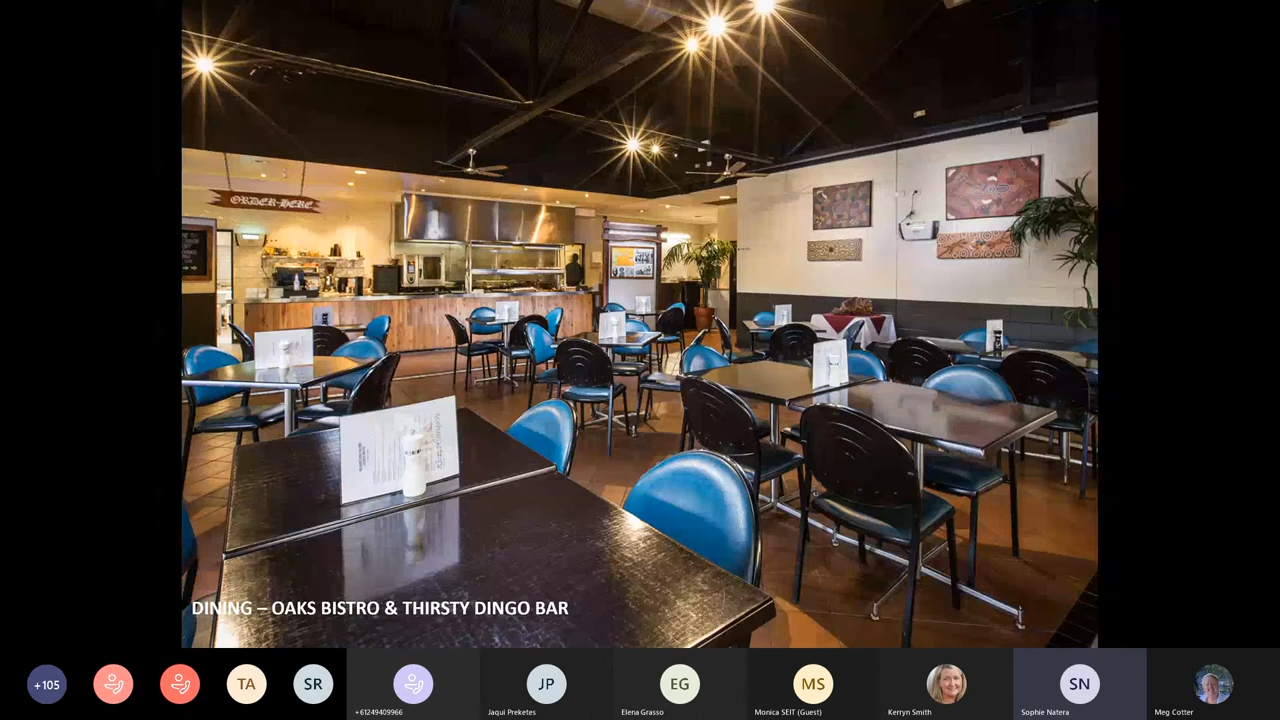 ORDER HERE
DINING – OAKS BISTRO & THIRSTY DINGO BAR
+105
TA
SR
JP
EG
MS
SN
+61249409966
Jaqui Preketes
Elena Grasso
Monica SEIT (Guest)
Kerryn Smith
Sophie Natera
Meg Cotter